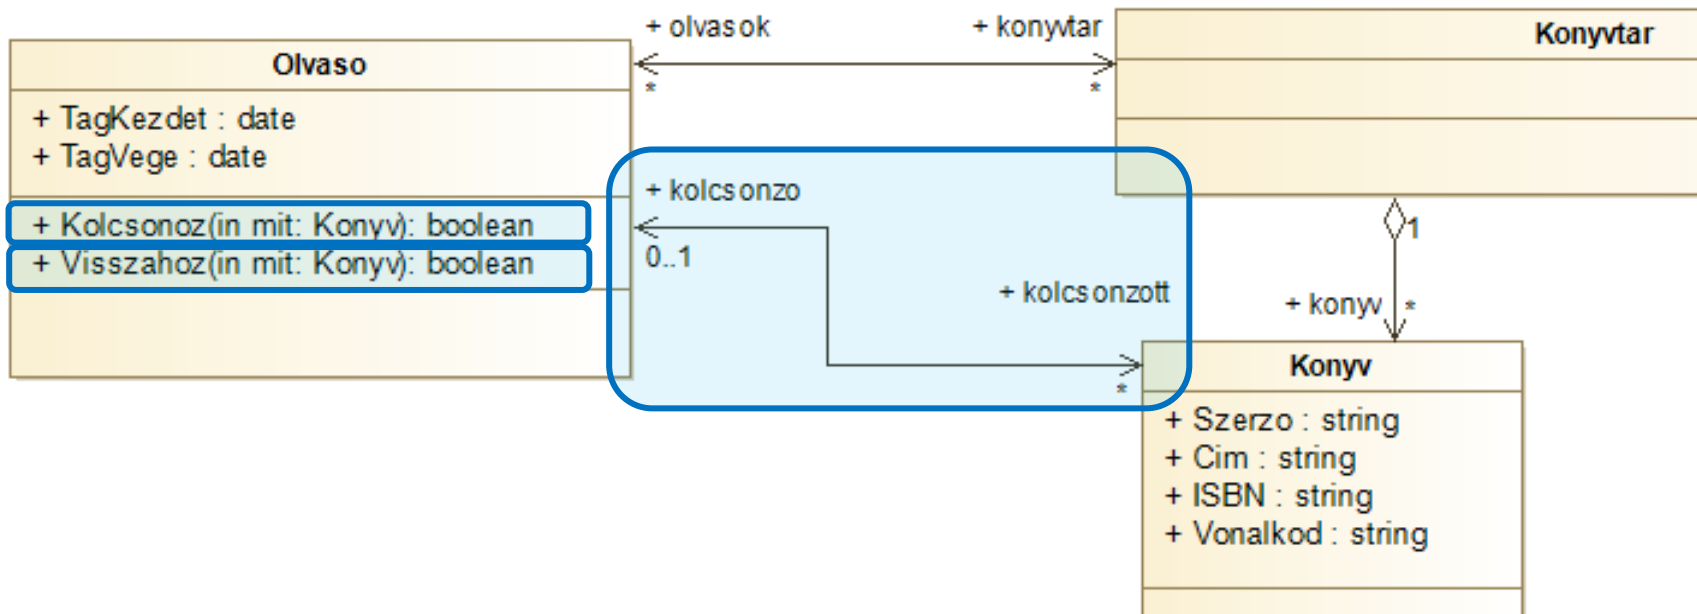 Olvaso
+ TagKezdet : date
+ TagVege : date
+ Kolcsonoz(in mit: Konyv): boolean
+ Visszahoz(in mit: Konyv): boolean
+ olvasok
*
+ konyvtar
*
Konyvtar
+ kolcsonzo
0..1
+ kolcsonzott
*
1
+ konyv *
Konyv
+ Szerzo : string
+ Cim : string
+ ISBN : string
+ Vonalkod : string